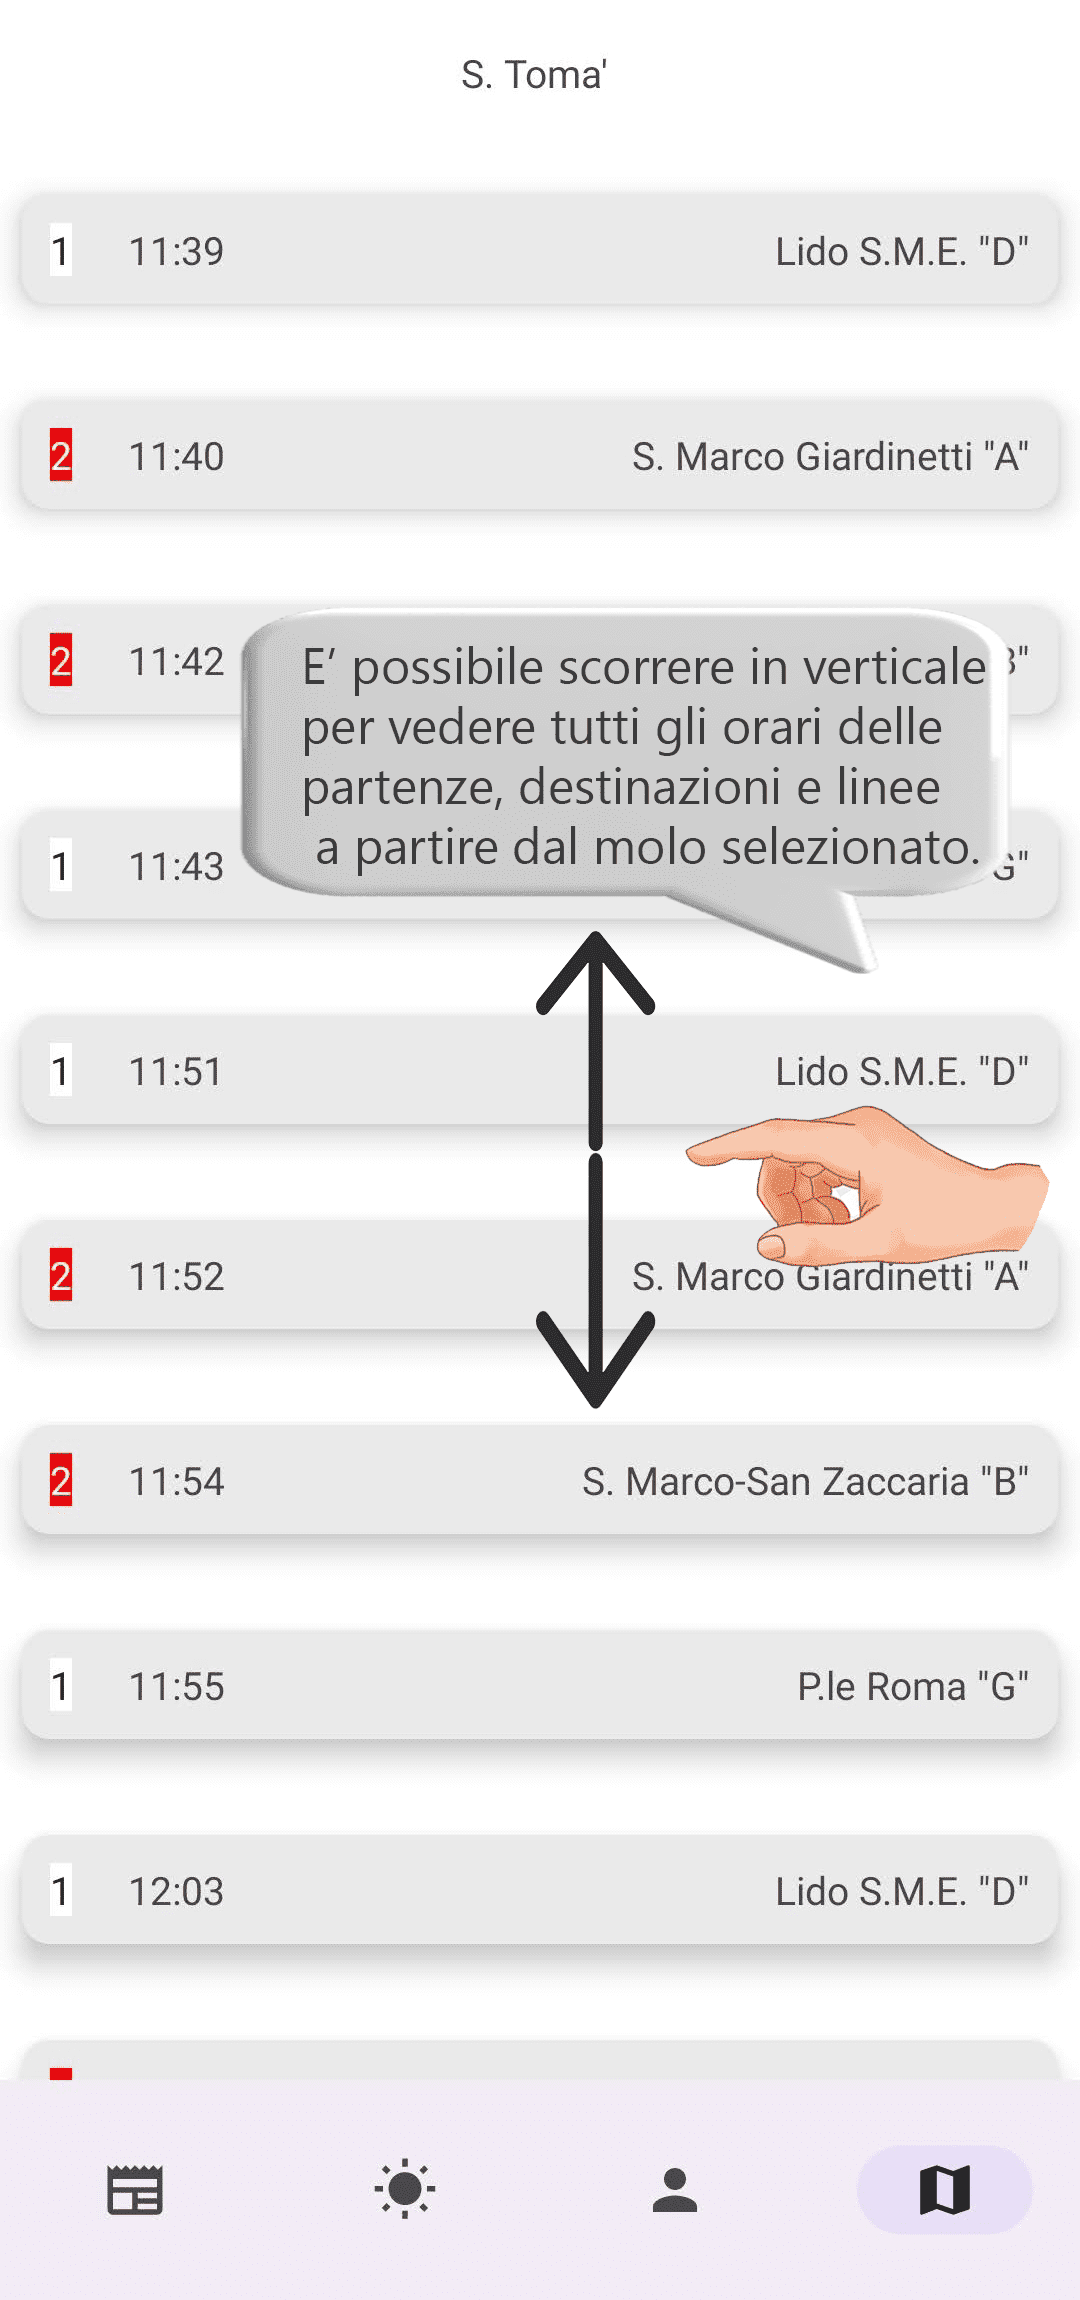 S. Toma'
1 11:39 Lido S.M.E. "D"
2 11:40 S. Marco Giardinetti "A"
2 11:42
E' possibile scorrere in verticale
per vedere tutti gli orari delle
partenze, destinazioni e linee
a partire dal molo selezionato.
1 11:43 G"
1 11:51 Lido S.M.E. "D"
2 11:52 S. Marco Giardinetti "A"
2 11:54 S. Marco-San Zaccaria "B"
1 11:55 P.le Roma "G"
1 12:03 Lido S.M.E. "D"